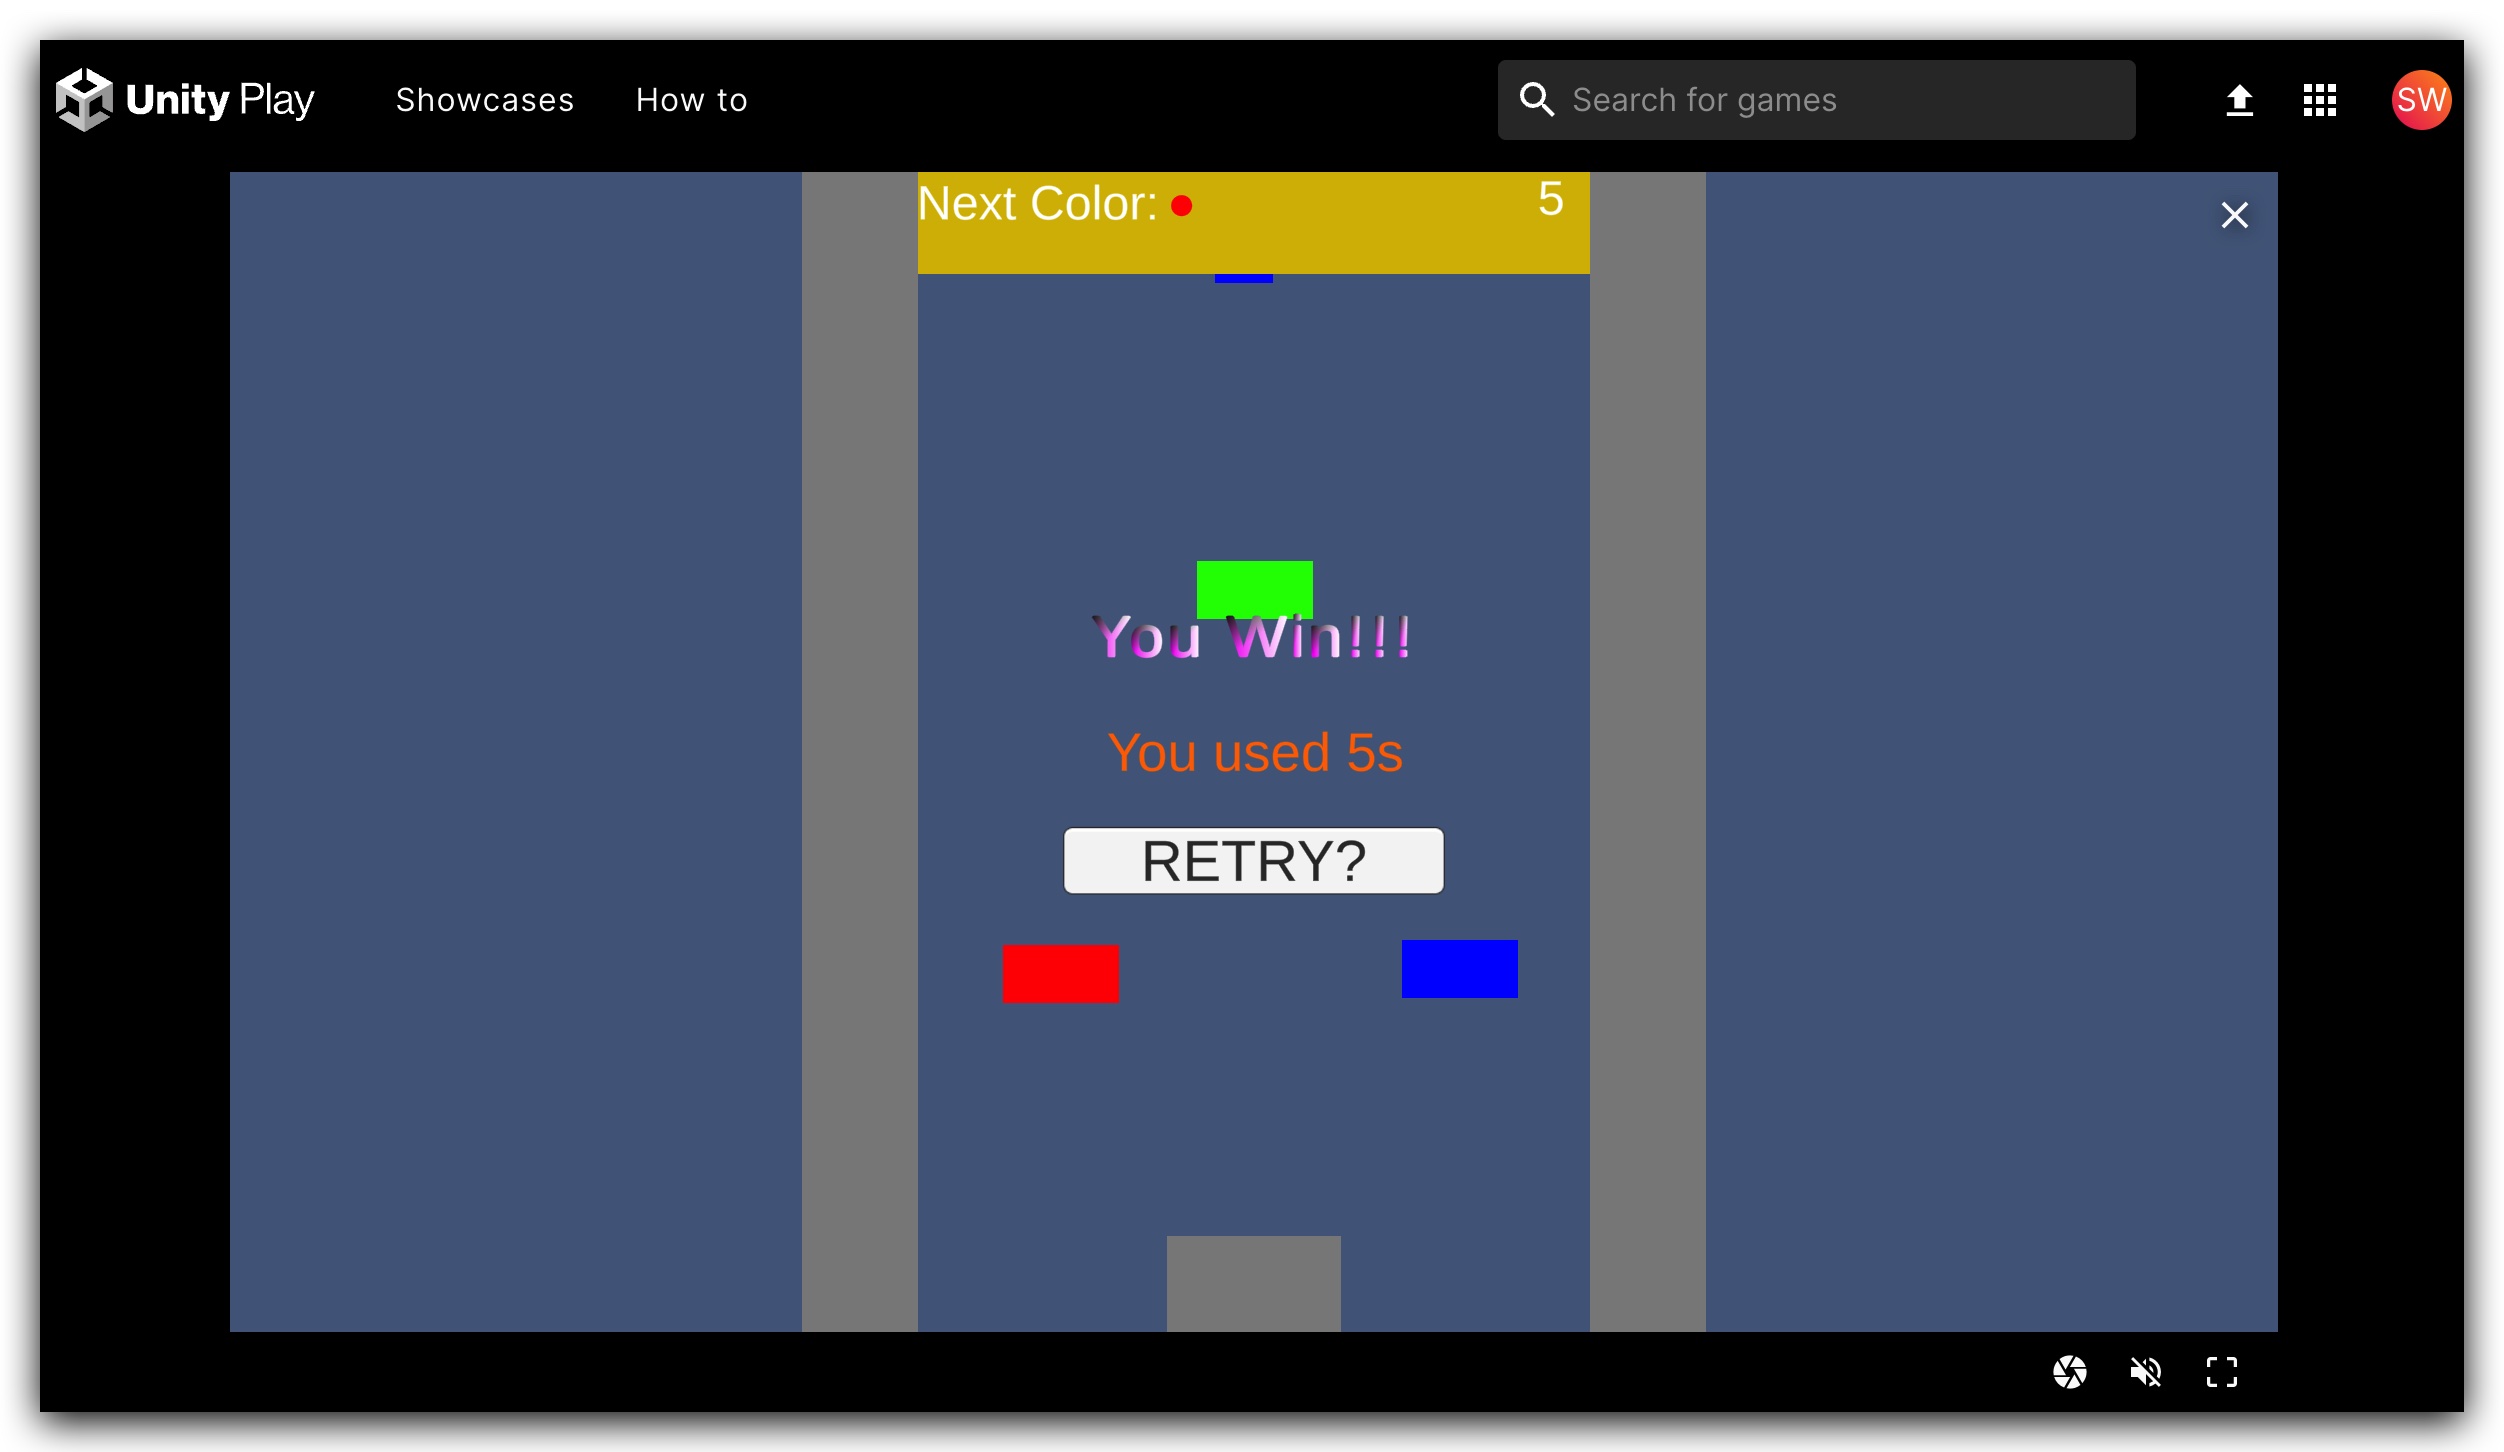 Unity Play Showcases How to Search for games SW
Next Color: 5
You Win!!!
You used 5s
RETRY?